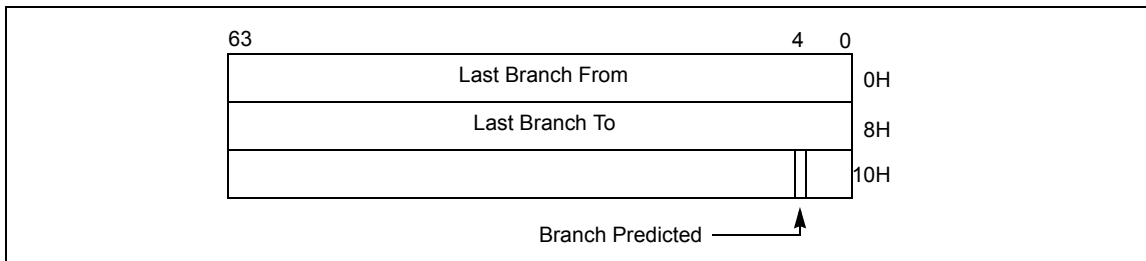 63 4 0
Last Branch From 0H
Last Branch To 8H
10H
Branch Predicted